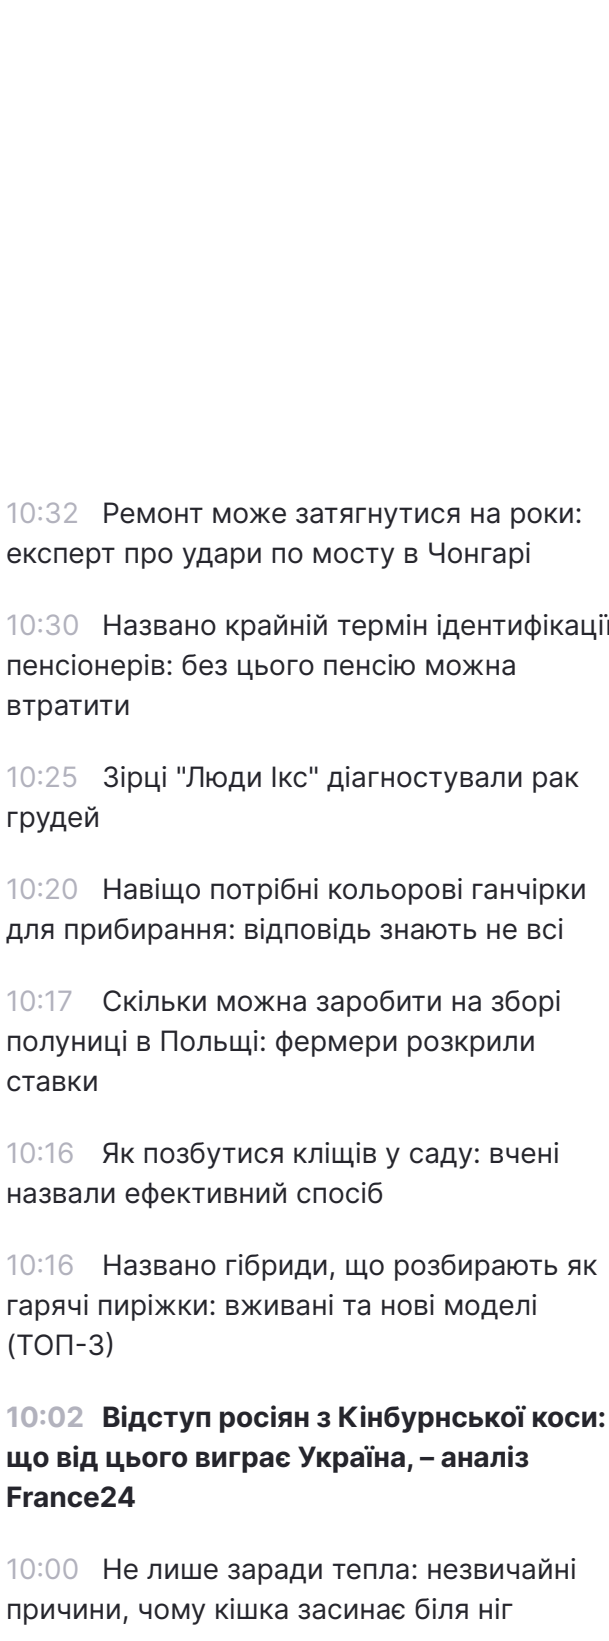 10:32 Ремонт може затягнутися на роки:
експерт про удари по мосту в Чонгарі
10:30 Названо крайній термін ідентифікації
пенсіонерів: без цього пенсію можна
втратити
10:25 Зірці "Люди Ікс" діагностували рак
грудей
10:20 Навіщо потрібні кольорові ганчірки
для прибирання: відповідь знають не всі
10:17 Скільки можна заробити на зборі
полуниці в Польщі: фермери розкрили
ставки
10:16 Як позбутися кліщів у саду: вчені
назвали ефективний спосіб
10:16 Названо гібриди, що розбирають як
гарячі пиріжки: вживані та нові моделі
(ТОП-3)
10:02 Відступ росіян з Кінбурнської коси:
що від цього виграє Україна, – аналіз
France24
10:00 Не лише заради тепла: незвичайні
причини, чому кішка засинає біля ніг